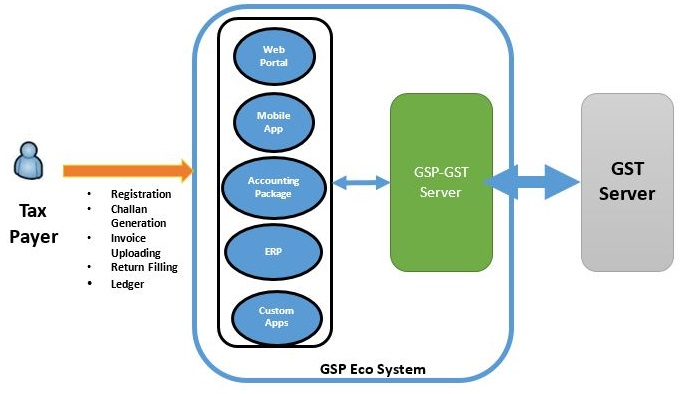 Tax
Payer
• Registration
• Challan
Generation
• Invoice
Uploading
• Return Filling
• Ledger
Web
Portal
Mobile
App
Accounting
Package
ERP
Custom
Apps
GSP-GST
Server
GSP Eco System
GST
Server